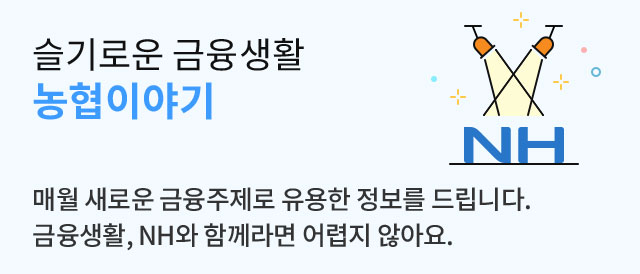 슬기로운 금융생활
농협이야기
NH
매월 새로운 금융주제로 유용한 정보를 드립니다.
금융생활, NH와 함께라면 어렵지 않아요.